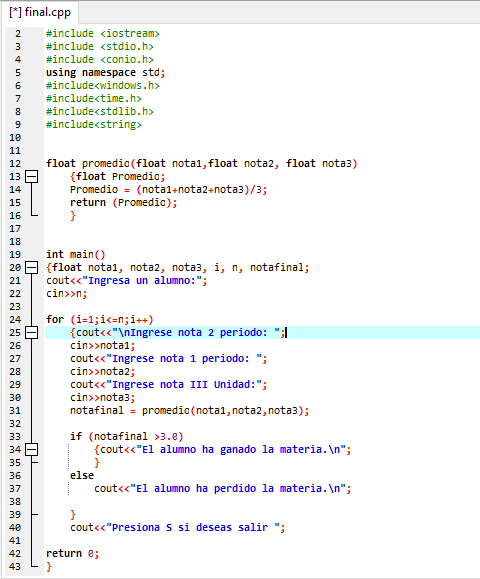 [*] final.cpp
2 #include <iostream>
3 #include <stdio.h>
4 #include <conio.h>
5 using namespace std;
6 #include<windows.h>
7 #include<time.h>
8 #include<stdlib.h>
9 #include<string>
10
11
12 float promedio(float nota1,float nota2, float nota3)
13 {float Promedio;
14 Promedio = (nota1+nota2+nota3)/3;
15 return (Promedio);
16 }
17
18
19 int main()
20 {float nota1, nota2, nota3, i, n, notafinal;
21 cout<<"Ingresa un alumno:";
22 cin>>n;
23
24 for (i=1;i<=n;i++)
25 {cout<<"\nIngrese nota 2 periodo: ";
26 cin>>nota1;
27 cout<<"Ingrese nota 1 periodo: ";
28 cin>>nota2;
29 cout<<"Ingrese nota III Unidad:";
30 cin>>nota3;
31 notafinal = promedio(nota1,nota2,nota3);
32
33 if (notafinal >3.0)
34 {cout<<"El alumno ha ganado la materia.\n";
35 }
36 else
37 cout<<"El alumno ha perdido la materia.\n";
38
39 }
40 cout<<"Presiona S si deseas salir ";
41
42 return 0;
43 }